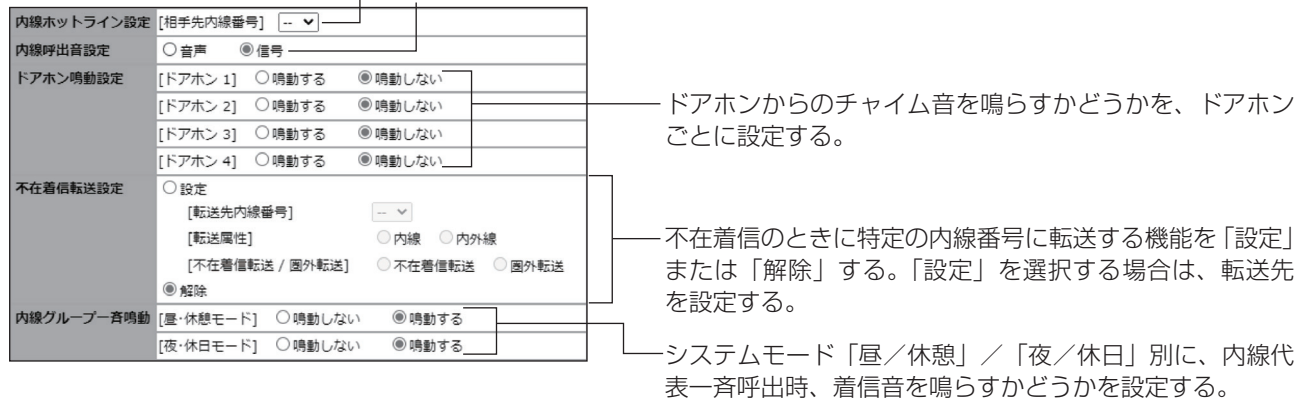 内線ホットライン設定 [相手先内線番号] --
内線呼出音設定 音声 信号
ドアホン鳴動設定 [ドアホン 1] 鳴動する 鳴動しない
[ドアホン 2] 鳴動する 鳴動しない
[ドアホン 3] 鳴動する 鳴動しない
[ドアホン 4] 鳴動する 鳴動しない
ドアホンからのチャイム音を鳴らすかどうかを、ドアホン
ごとに設定する。
不在着信転送設定 設定
[転送先内線番号] --
[転送属性] 内線 内外線
[不在着信転送 / 圏外転送] 不在着信転送 圏外転送
解除
不在着信のときに特定の内線番号に転送する機能を「設定」
または「解除」する。「設定」を選択する場合は、転送先
を設定する。
内線グループ一斉鳴動 [昼･休憩モード] 鳴動しない 鳴動する
[夜･休日モード] 鳴動しない 鳴動する
システムモード「昼／休憩」／「夜／休日」別に、内線代
表一斉呼出時、着信音を鳴らすかどうかを設定する。